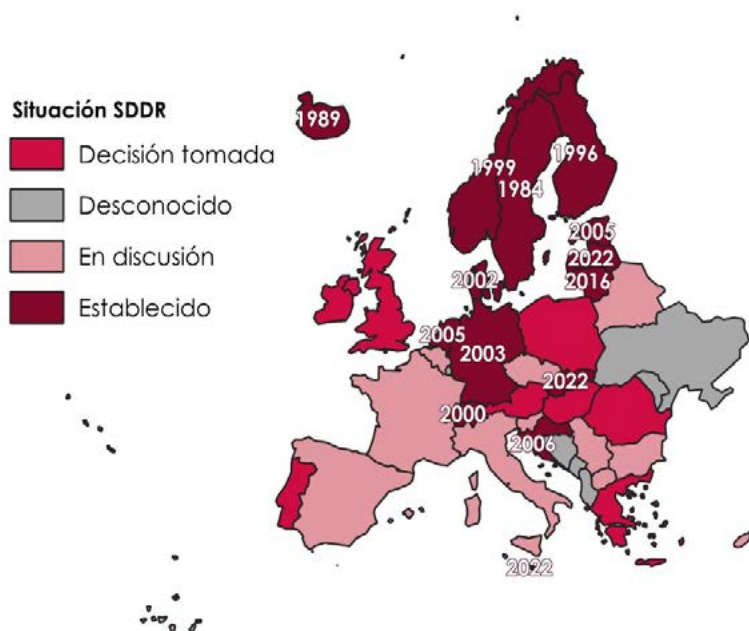 Situación SDDR
Decisión tomada
Desconocido
En discusión
Establecido
1989
1999
1984
1996
2005
2022
2016
2002
2005
2003
2022
2000
2006
2022